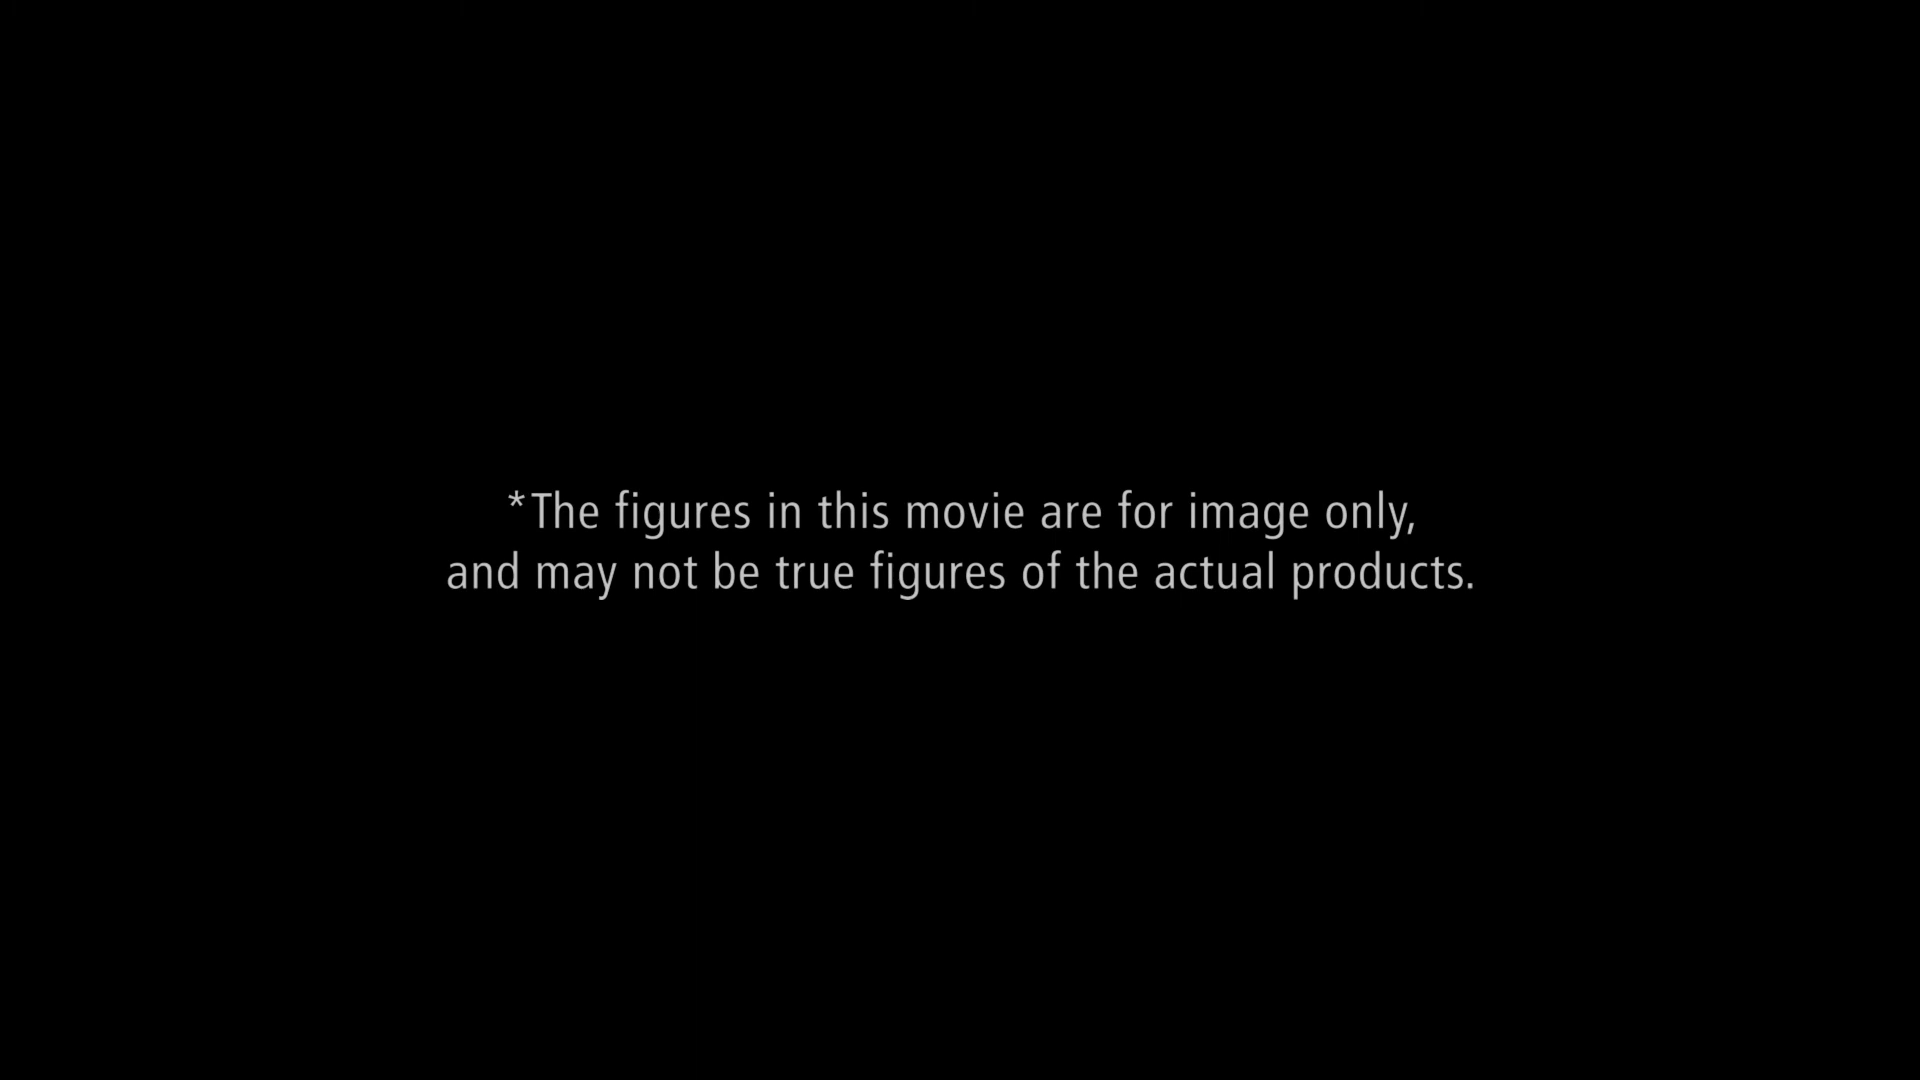 *The figures in this movie are for image only,
and may not be true figures of the actual products.